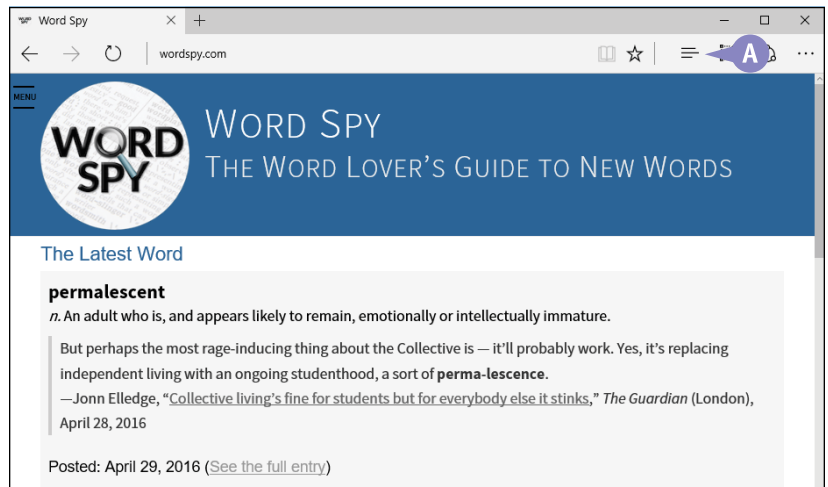 Word Spy
wordspy.com
A
MENU
WORD
SPY
WORD SPY
THE WORD LOVER'S GUIDE TO NEW WORDS
The Latest Word
permalescent
n. An adult who is, and appears likely to remain, emotionally or intellectually immature.
But perhaps the most rage-inducing thing about the Collective is — it'll probably work. Yes, it's replacing
independent living with an ongoing studenthood, a sort of perma-lescence.
—Jonn Elledge, “Collective living's fine for students but for everybody else it stinks,” The Guardian (London),
April 28, 2016
Posted: April 29, 2016 (See the full entry)